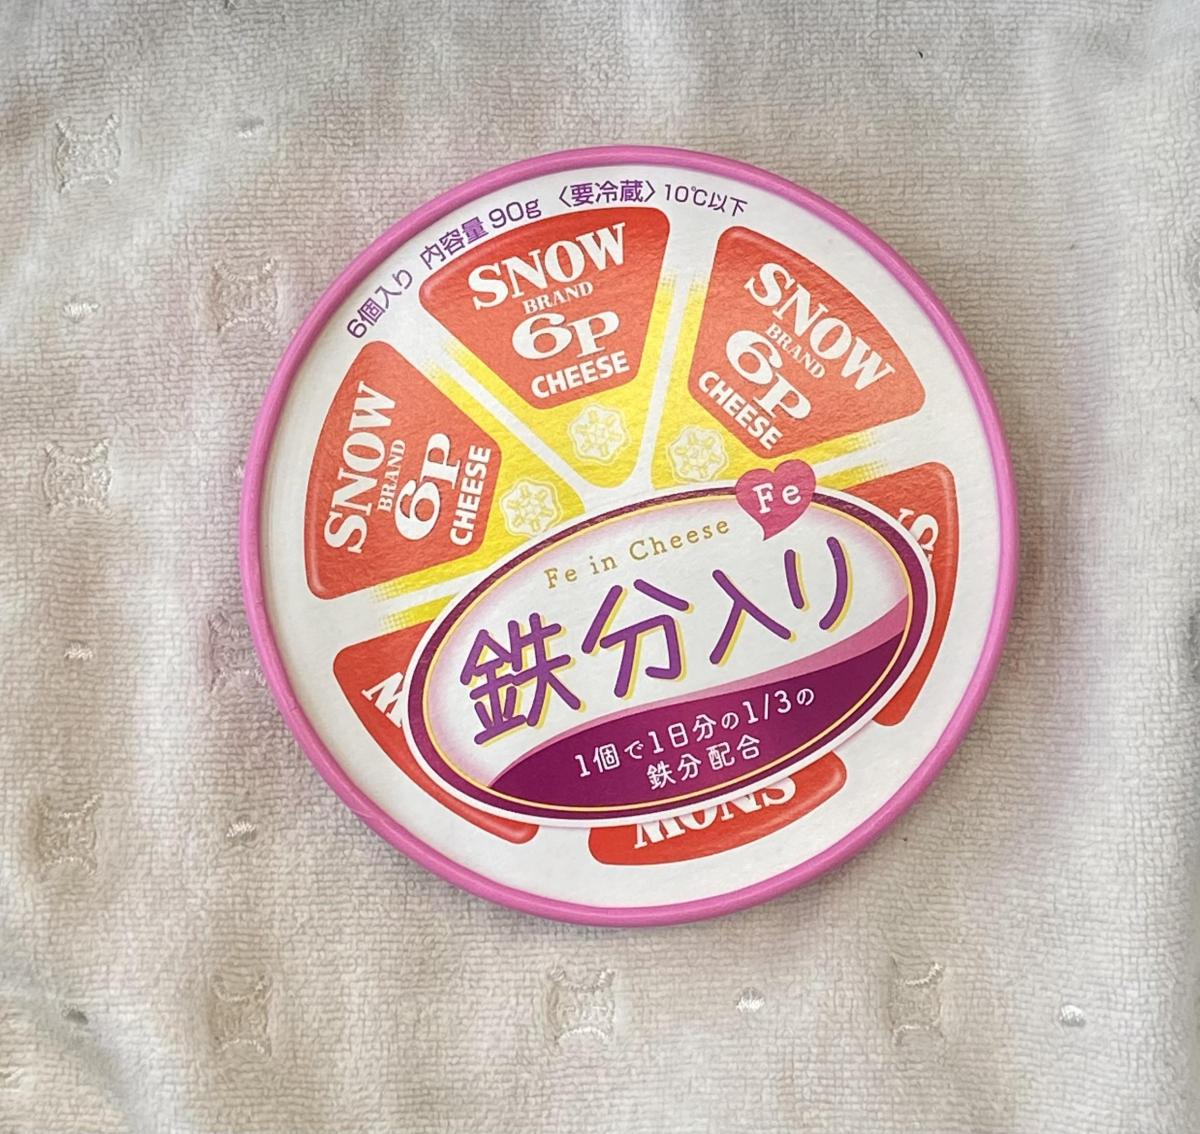 6個入り 内容量90g 〈要冷蔵〉10℃以下
SNOW
BRAND
6P
CHEESE
SNOW
BRAND
6P
CHEESE
SNOW
BRAND
6P
CHEESE
Fe
Fe in Cheese
鉄分入り
1個で1日分の1/3の
鉄分配合
SNOW